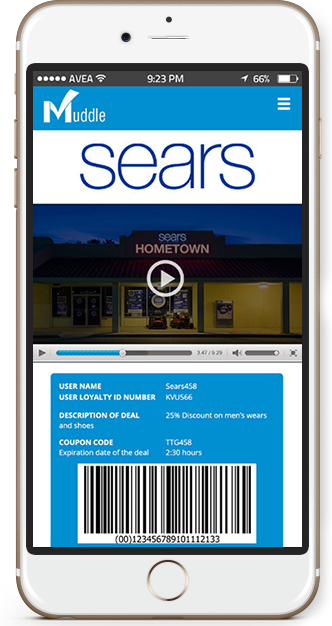 AVEA 9:23 PM 66%
Muddle
sears
sears
HOMETOWN
3.47 / 9.29
USER NAME Sears458
USER LOYALTY ID NUMBER KVU566
DESCRIPTION OF DEAL 25% Discount on men's wears
and shoes
COUPON CODE TTG458
Expiration date of the deal 2:30 hours
(00)123456789101112133